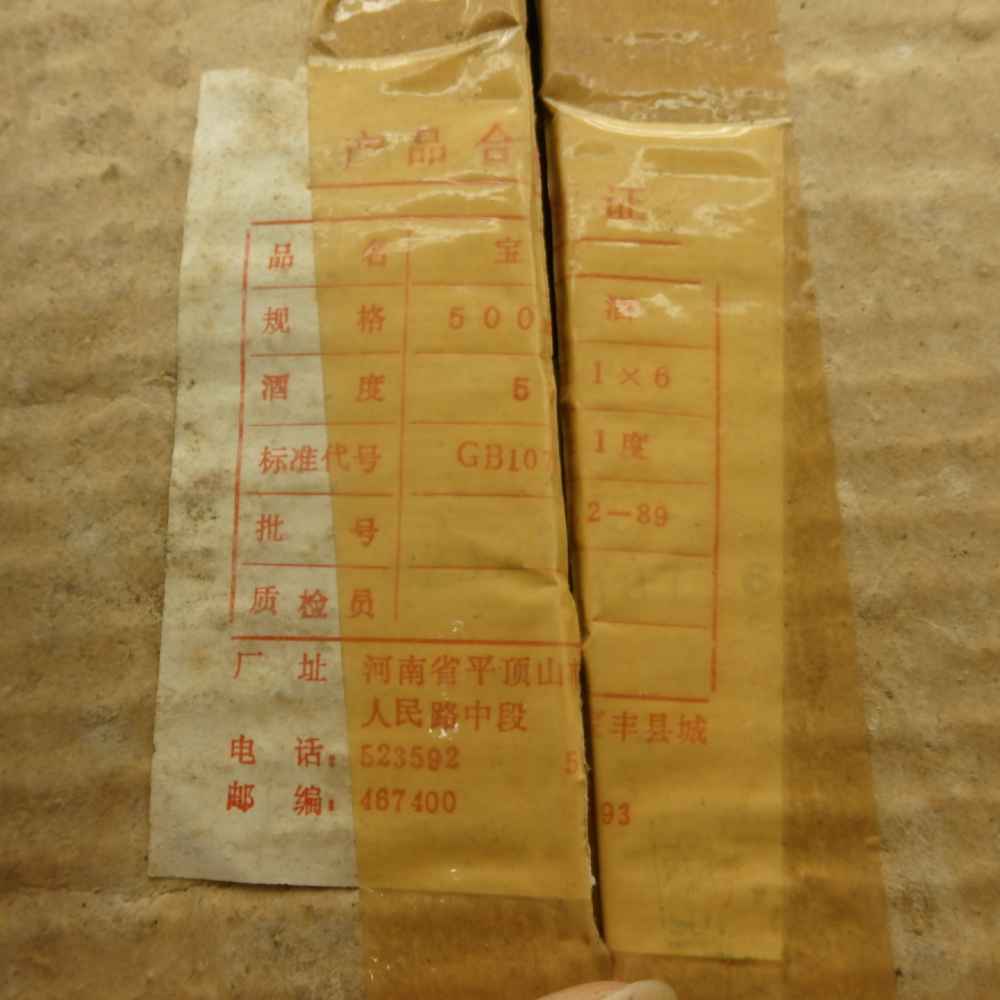 产品合 证
品名 宝 酒
规格 500 1×6
酒度 5 1度
标准代号 GB107 2—89
批号
质检员
厂址 河南省平顶山市 丰县城
人民路中段
电话:523592 5 93
邮编:467400